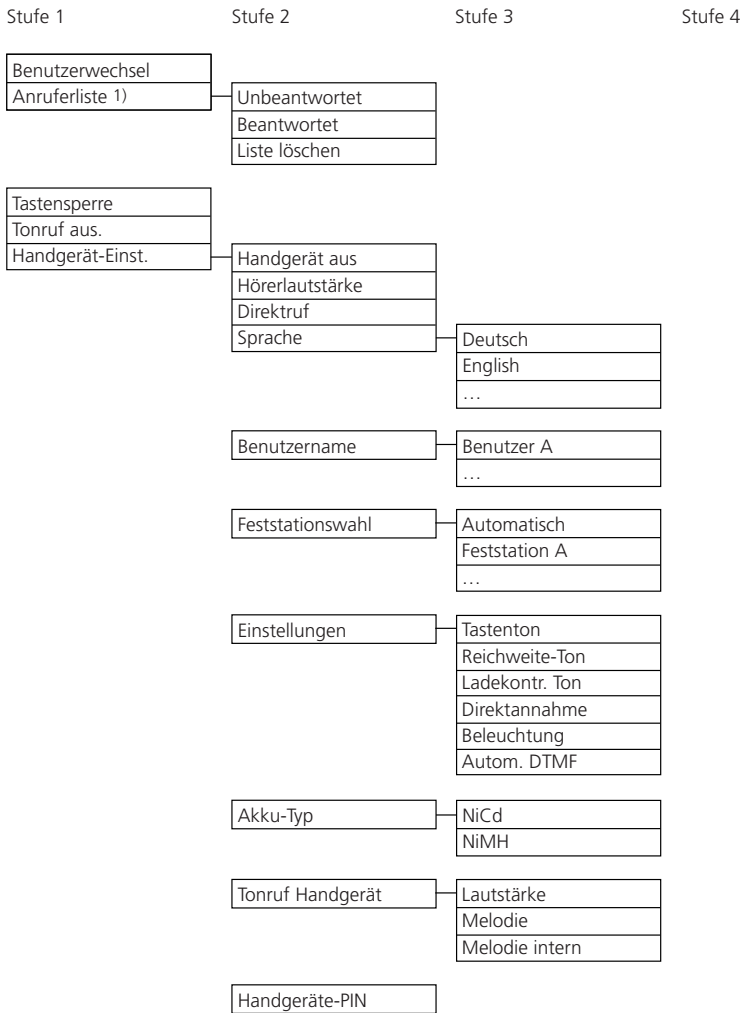 Stufe 1 Stufe 2 Stufe 3 Stufe 4
Benutzerwechsel
Anruferliste 1) Unbeantwortet
Beantwortet
Liste löschen
Tastensperre
Tonruf aus.
Handgerät-Einst. Handgerät aus
Hörerlautstärke
Direktruf
Sprache Deutsch
English
...
Benutzername Benutzer A
...
Feststationswahl Automatisch
Feststation A
...
Einstellungen Tastenton
Reichweite-Ton
Ladekontr. Ton
Direktannahme
Beleuchtung
Autom. DTMF
Akku-Typ NiCd
NiMH
Tonruf Handgerät Lautstärke
Melodie
Melodie intern
Handgeräte-PIN